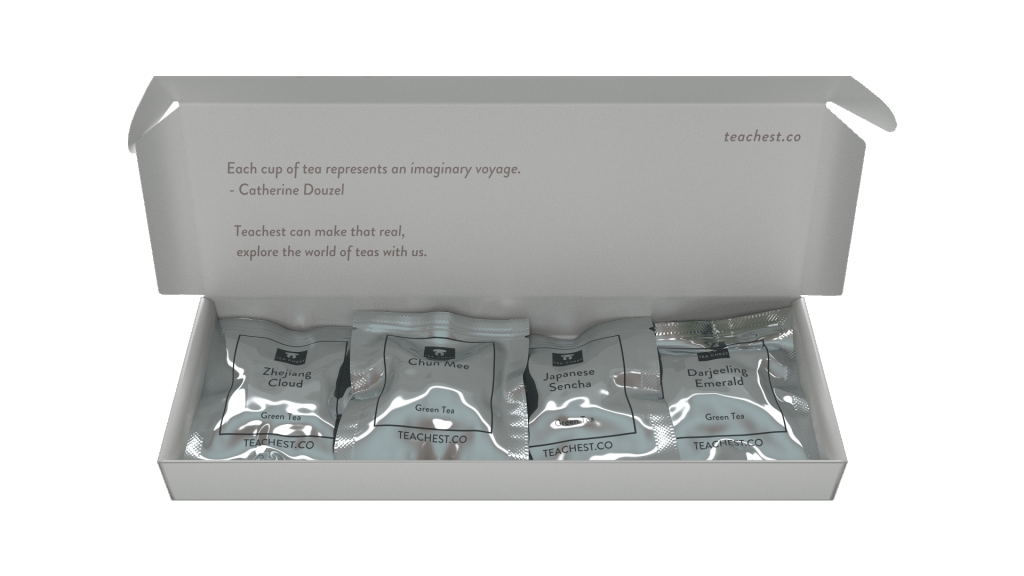 teachest.co
Each cup of tea represents an imaginary voyage.
- Catherine Douzel
Teachest can make that real,
explore the world of teas with us.
Zhejiang
Cloud
Green Tea
TEACHEST.CO
Chun Mee
Green Tea
TEACHEST.CO
Japanese
Sencha
Green Tea
TEACHEST.CO
TEA CHEST
Darjeeling
Emerald
Green Tea
TEACHEST.CO